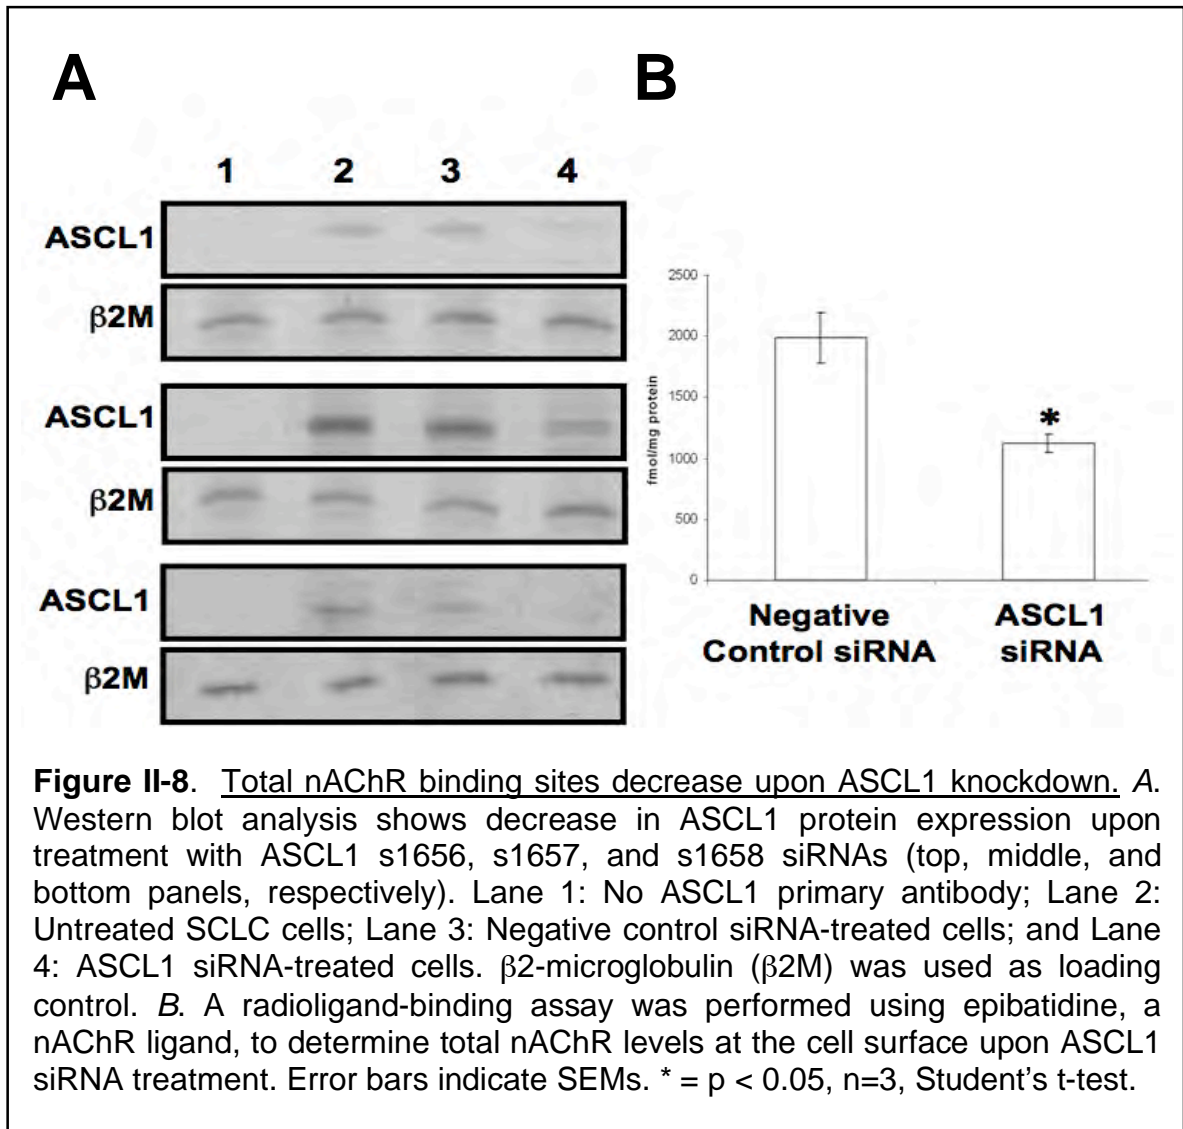 A
B
1 2 3 4
ASCL1
β2M
ASCL1
β2M
ASCL1
β2M
2500
2000
1500
1000
500
0
fmol/mg protein
*
Negative
Control siRNA
ASCL1
siRNA
Figure II-8. Total nAChR binding sites decrease upon ASCL1 knockdown. A.
Western blot analysis shows decrease in ASCL1 protein expression upon
treatment with ASCL1 s1656, s1657, and s1658 siRNAs (top, middle, and
bottom panels, respectively). Lane 1: No ASCL1 primary antibody; Lane 2:
Untreated SCLC cells; Lane 3: Negative control siRNA-treated cells; and Lane
4: ASCL1 siRNA-treated cells. β2-microglobulin (β2M) was used as loading
control. B. A radioligand-binding assay was performed using epibatidine, a
nAChR ligand, to determine total nAChR levels at the cell surface upon ASCL1
siRNA treatment. Error bars indicate SEMs. * = p < 0.05, n=3, Student's t-test.